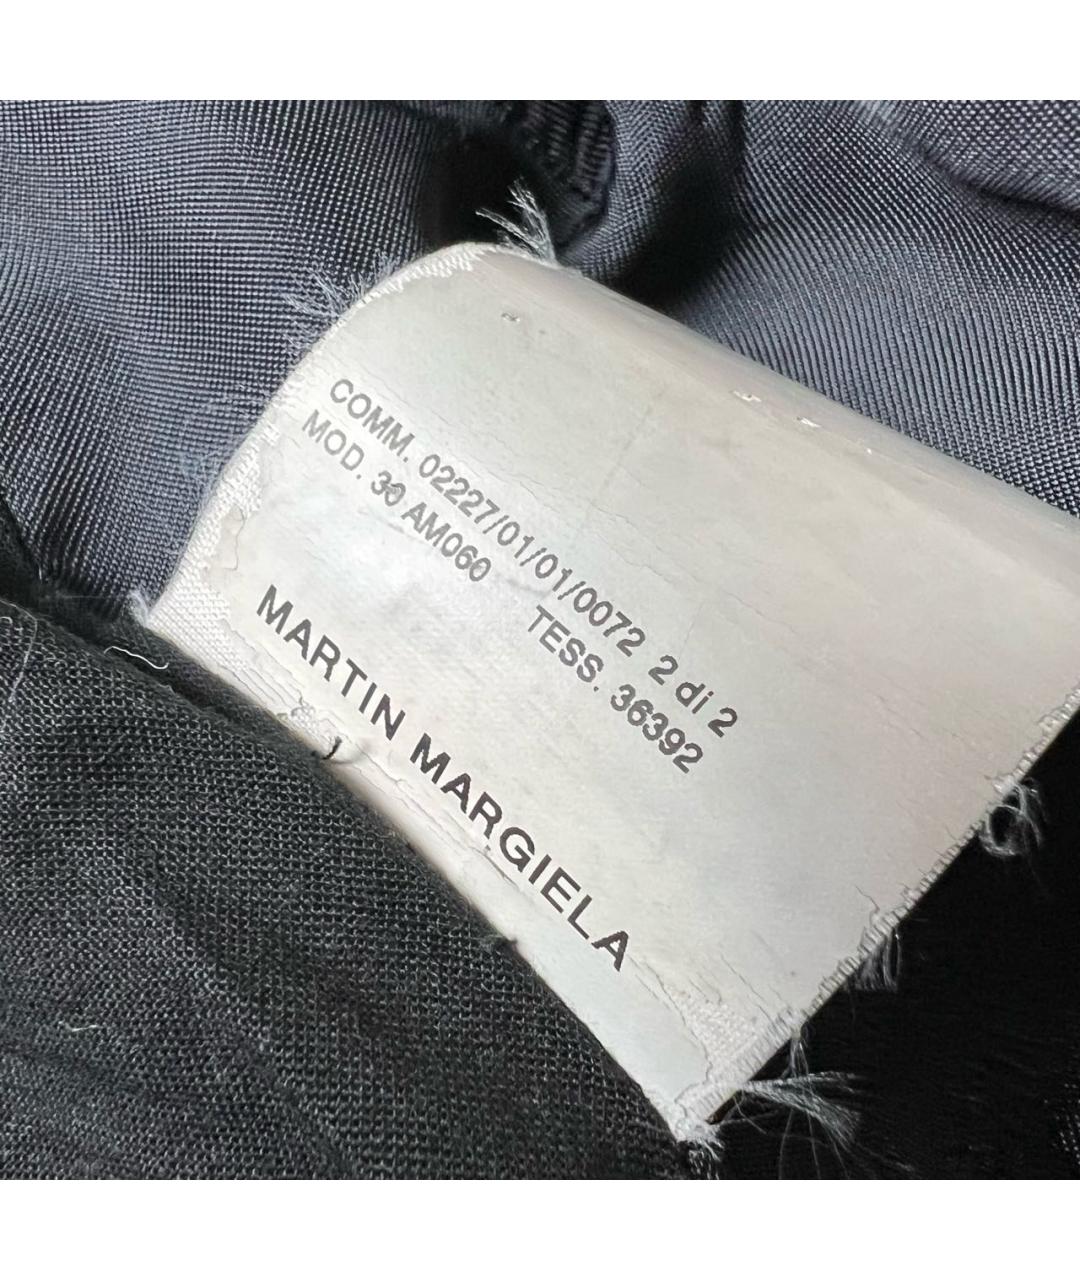 COMM. 02227/01/01/0072 2 di 2
MOD. 30 AM060 TESS. 36392
MARTIN MARGIELA